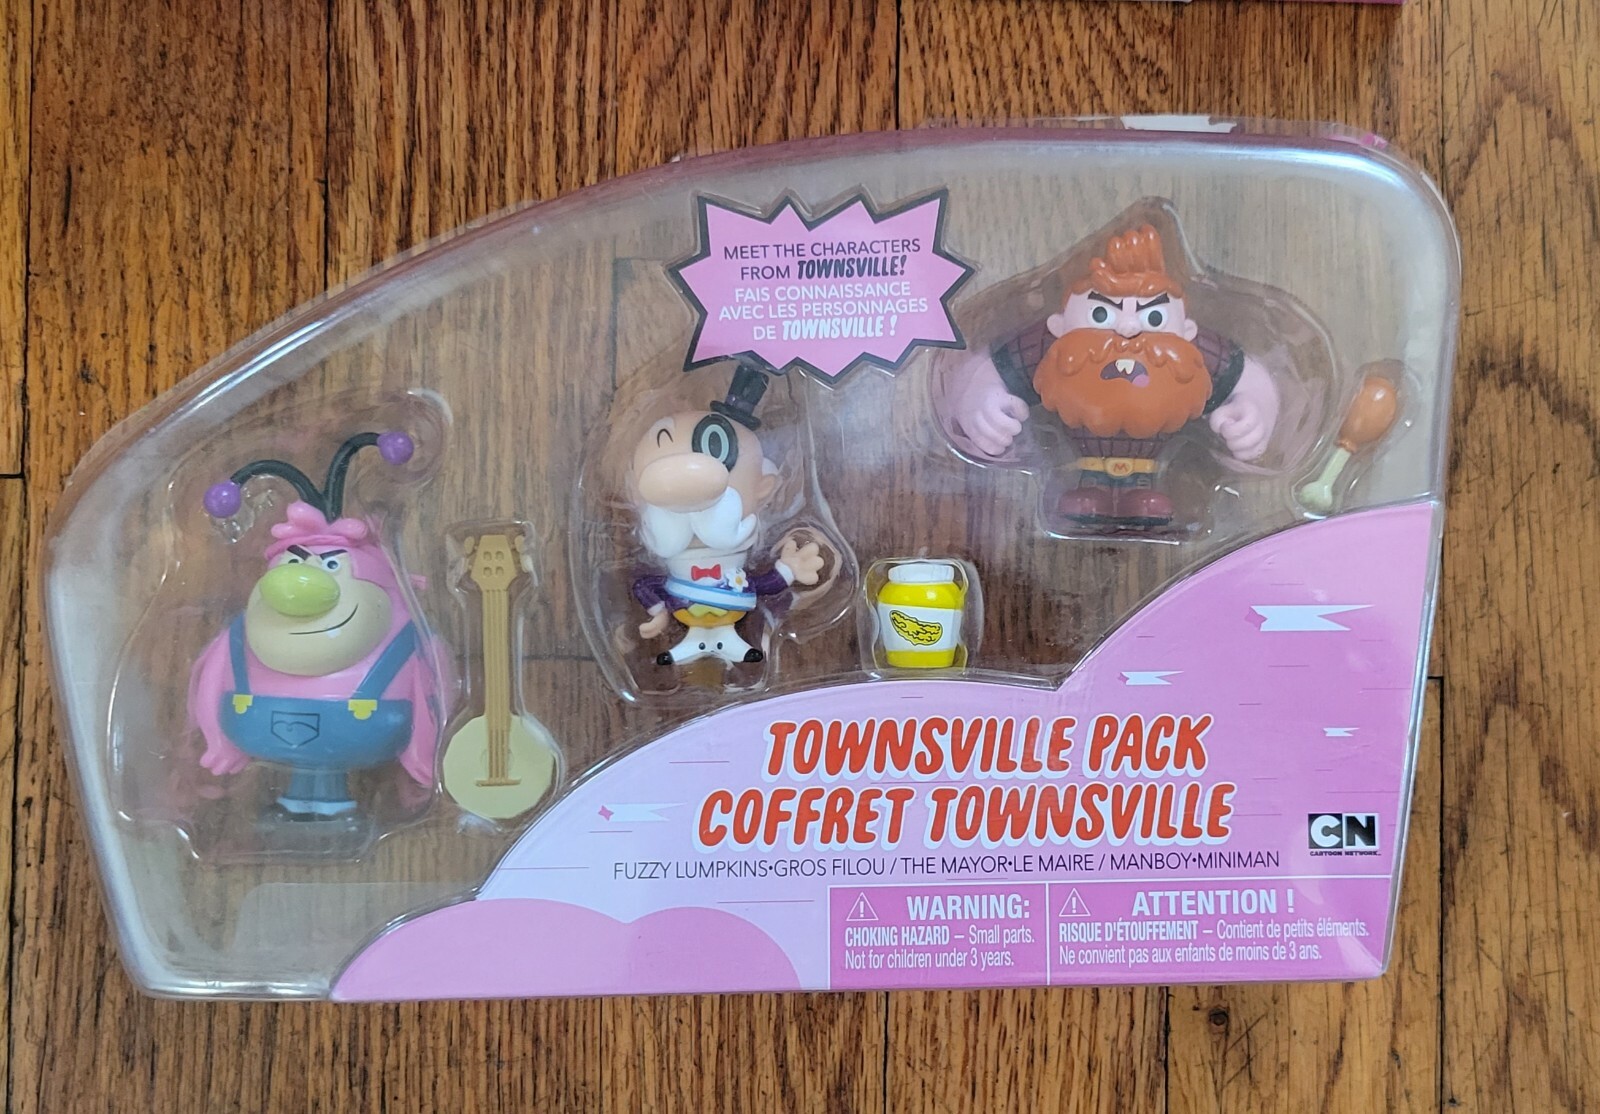 MEET THE CHARACTERS
FROM TOWNSVILLE!
FAIS CONNAISSANCE
AVEC LES PERSONNAGES
DE TOWNSVILLE !
M
TOWNSVILLE PACK
COFFRET TOWNSVILLE
FUZZY LUMPKINS•GROS FILOU / THE MAYOR•LE MAIRE / MANBOY•MINIMAN
CN
CARTOON NETWORK
WARNING:
CHOKING HAZARD – Small parts.
Not for children under 3 years.
ATTENTION !
RISQUE D'ÉTOUFFEMENT – Contient de petits éléments.
Ne convient pas aux enfants de moins de 3 ans.